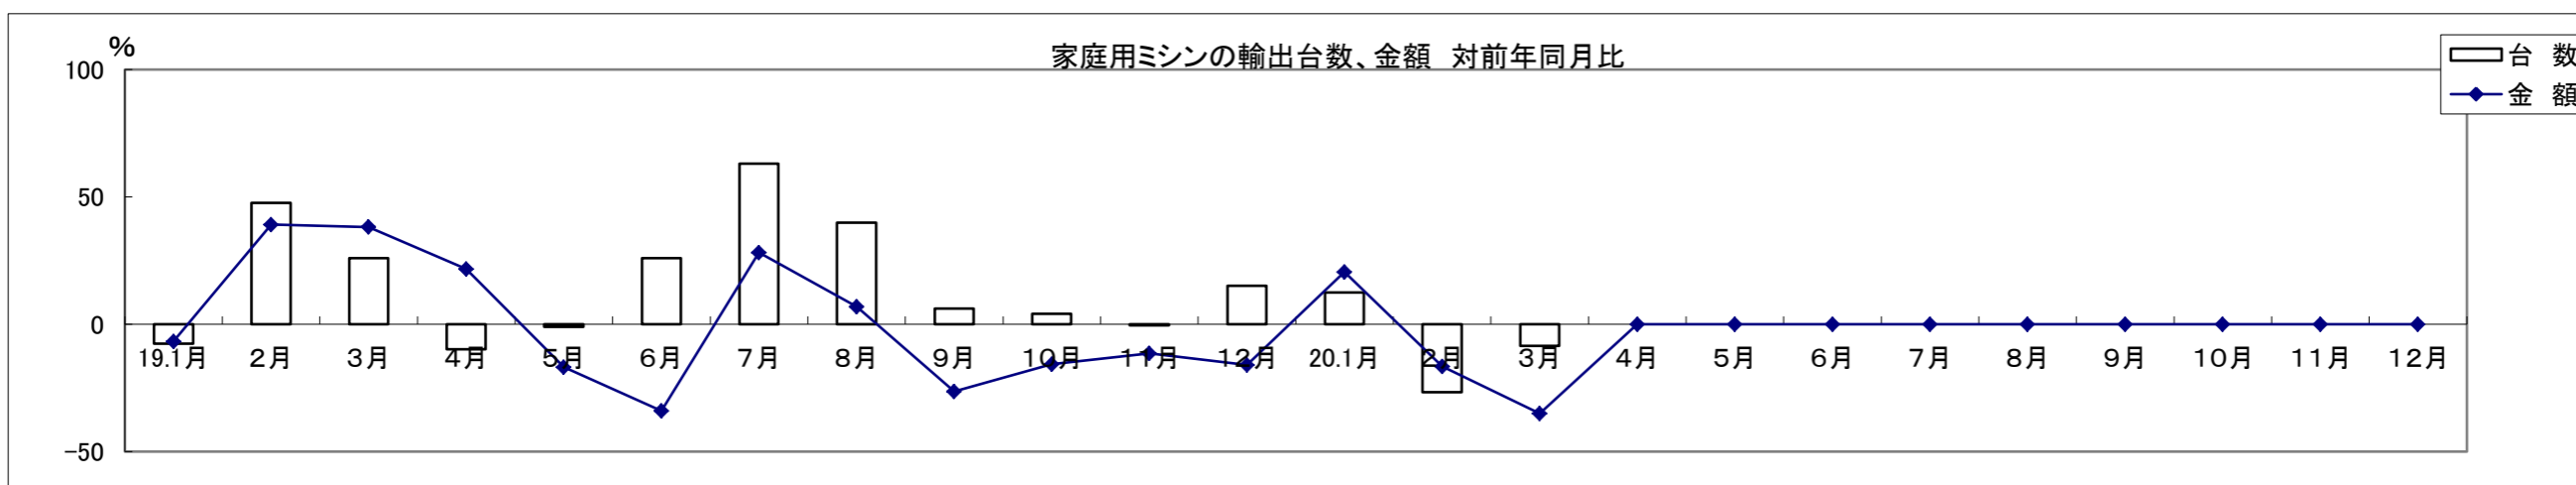 %
家庭用ミシンの輸出台数、金額 対前年同月比
台 数
金 額
100
50
0
-50
19.1月 2月 3月 4月 5月 6月 7月 8月 9月 10月 11月 12月 20.1月 2月 3月 4月 5月 6月 7月 8月 9月 10月 11月 12月